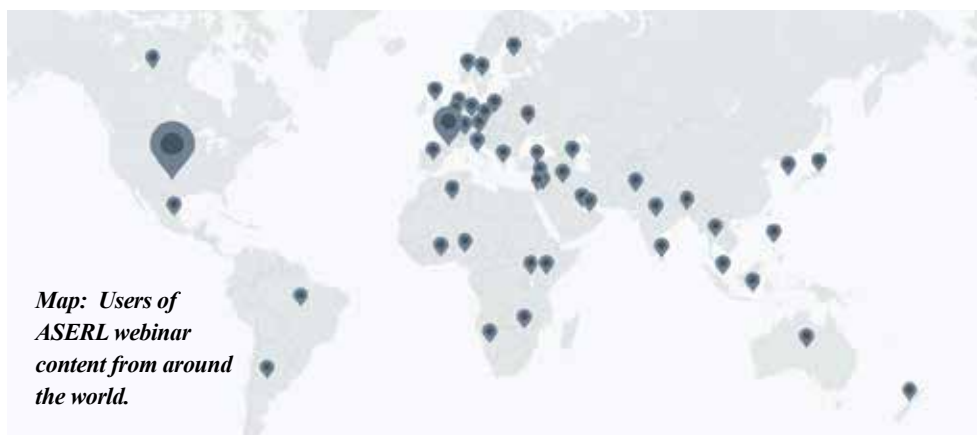 Map:  Users of
ASERL webinar
content from around
the world.